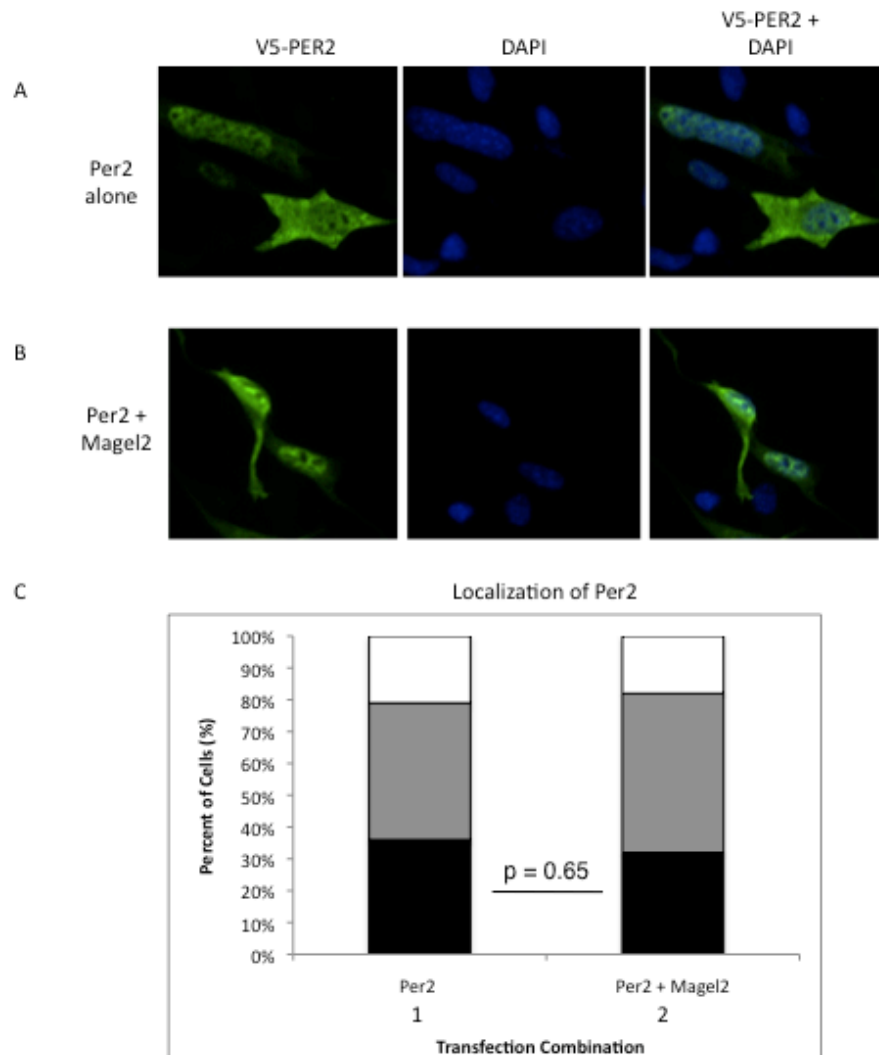 V5-PER2
DAPI
V5-PER2 +
DAPI
A
Per2
alone
B
Per2 +
Magel2
C
Localization of Per2
100%
90%
80%
70%
60%
50%
40%
30%
20%
10%
0%
Percent of Cells (%)
p = 0.65
Per2
Per2 + Magel2
1
2
Transfection Combination